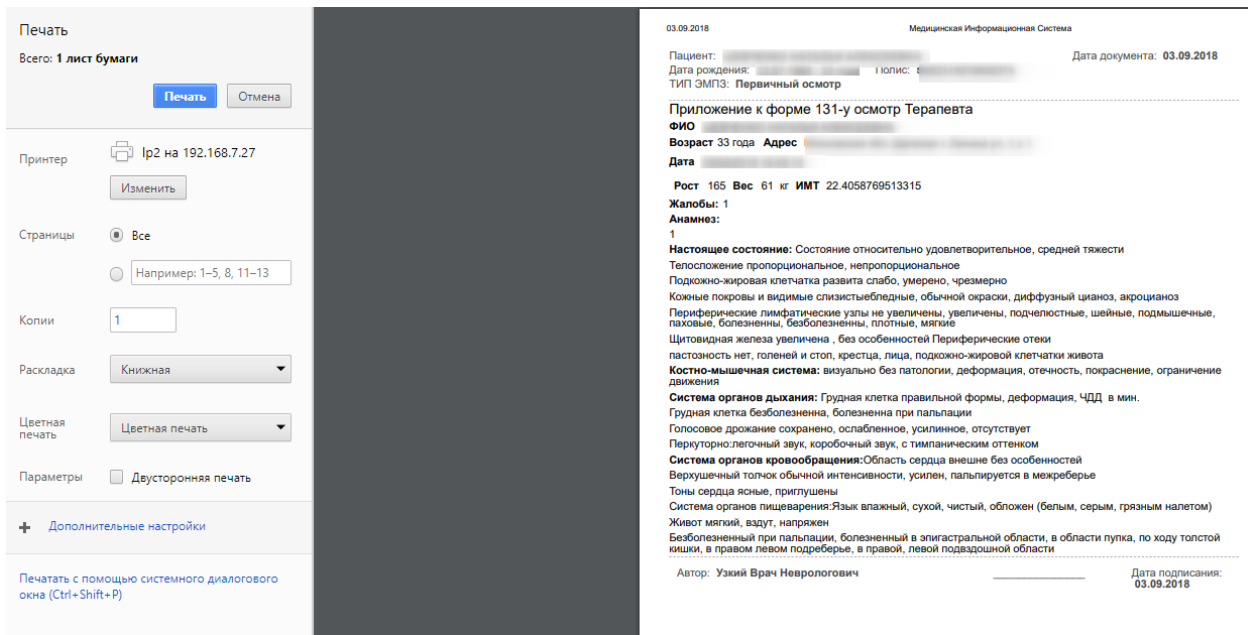 Печать
Всего: 1 лист бумаги
Печать
Отмена
Принтер
lp2 на 192.168.7.27
Изменить
Страницы
Все
Например: 1–5, 8, 11–13
Копии
1
Раскладка
Книжная
Цветная
печать
Цветная печать
Параметры
Двусторонняя печать
Дополнительные настройки
Печатать с помощью системного диалогового
окна (Ctrl+Shift+P)
03.09.2018
Медицинская Информационная Система
Пациент:
Дата документа: 03.09.2018
Дата рождения:
Полис:
ТИП ЭМПЗ: Первичный осмотр
Приложение к форме 131-у осмотр Терапевта
ФИО
Возраст 33 года Адрес
Дата
Рост 165 Вес 61 кг ИМТ 22.4058769513315
Жалобы: 1
Анамнез:
1
Настоящее состояние: Состояние относительно удовлетворительное, средней тяжести
Телосложение пропорциональное, непропорциональное
Подкожно-жировая клетчатка развита слабо, умерено, чрезмерно
Кожные покровы и видимые слизистыебледные, обычной окраски, диффузный цианоз, акроцианоз
Периферические лимфатические узлы не увеличены, увеличены, подчелюстные, шейные, подмышечные,
паховые, болезненны, безболезненны, плотные, мягкие
Щитовидная железа увеличена , без особенностей Периферические отеки
пастозность нет, голеней и стоп, крестца, лица, подкожно-жировой клетчатки живота
Костно-мышечная система: визуально без патологии, деформация, отечность, покраснение, ограничение
движения
Система органов дыхания: Грудная клетка правильной формы, деформация, ЧДД в мин.
Грудная клетка безболезненна, болезненна при пальпации
Голосовое дрожание сохранено, ослабленное, усилинное, отсутствует
Перкуторно:легочный звук, коробочный звук, с тимпаническим оттенком
Система органов кровообращения:Область сердца внешне без особенностей
Верхушечный толчок обычной интенсивности, усилен, пальпируется в межреберье
Тоны сердца ясные, приглушены
Система органов пищеварения:Язык влажный, сухой, чистый, обложен (белым, серым, грязным налетом)
Живот мягкий, вздут, напряжен
Безболезненный при пальпации, болезненный в эпигастральной области, в области пупка, по ходу толстой
кишки, в правом левом подреберье, в правой, левой подвздошной области
Автор: Узкий Врач Неврологович
Дата подписания:
03.09.2018